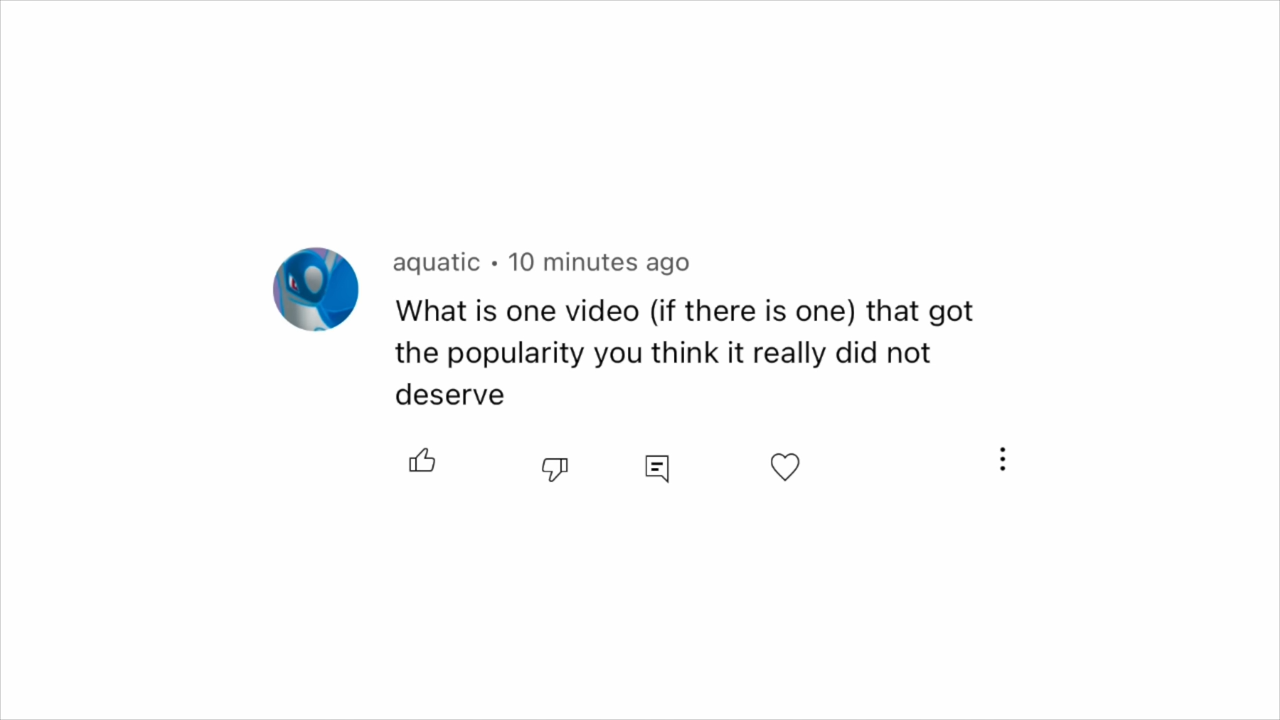 aquatic • 10 minutes ago
What is one video (if there is one) that got
the popularity you think it really did not
deserve